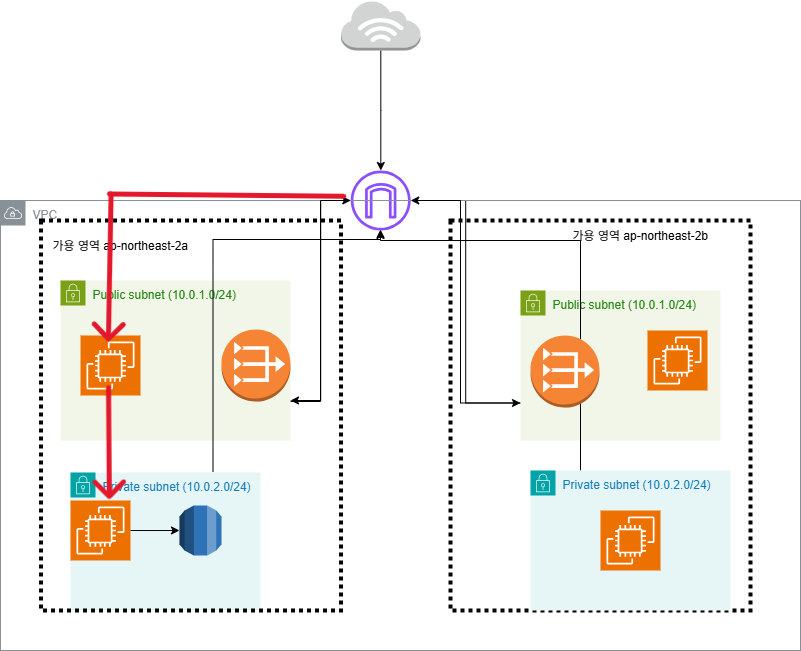 VPC
가용 영역 ap-northeast-2a
가용 영역 ap-northeast-2b
Public subnet (10.0.1.0/24)
Public subnet (10.0.1.0/24)
Private subnet (10.0.2.0/24)
Private subnet (10.0.2.0/24)